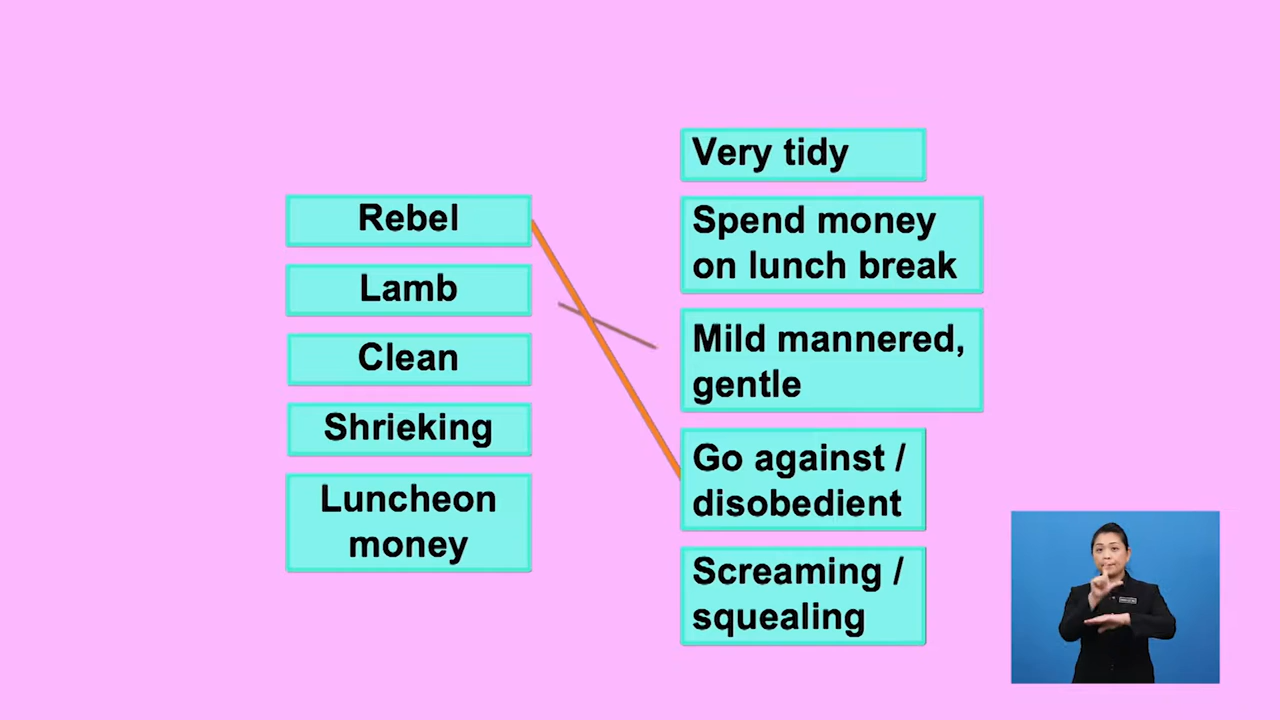 Rebel
Lamb
Clean
Shrieking
Luncheon
money
Very tidy
Spend money
on lunch break
Mild mannered,
gentle
Go against /
disobedient
Screaming /
squealing